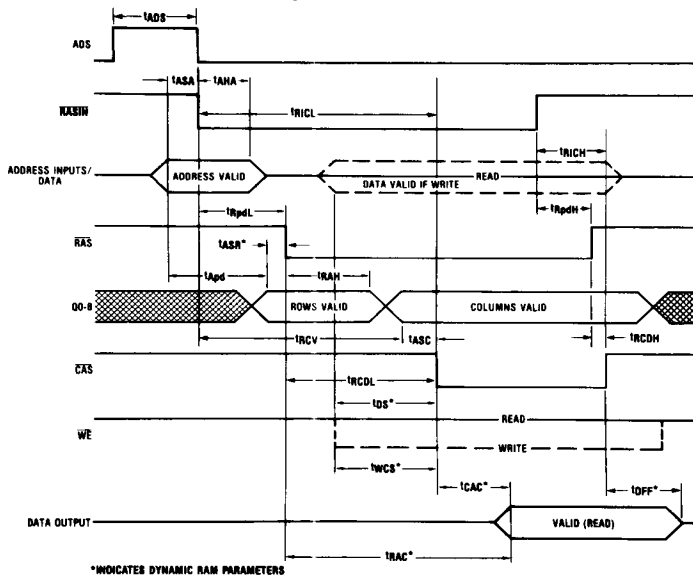 tADS
ADS
tASA tAHA
RASIN
tRICL
tRICH
ADDRESS INPUTS/
DATA
ADDRESS VALID
READ
DATA VALID IF WRITE
tRpdL
tRpdH
RAS
tASR*
tApd
tRAH
Q0-8
ROWS VALID
COLUMNS VALID
tRCV
tASC
tRCDH
CAS
tRCDL
tDS*
READ
WE
WRITE
tWCS*
tCAC*
tOFF*
DATA OUTPUT
VALID (READ)
tRAC*
*INDICATES DYNAMIC RAM PARAMETERS